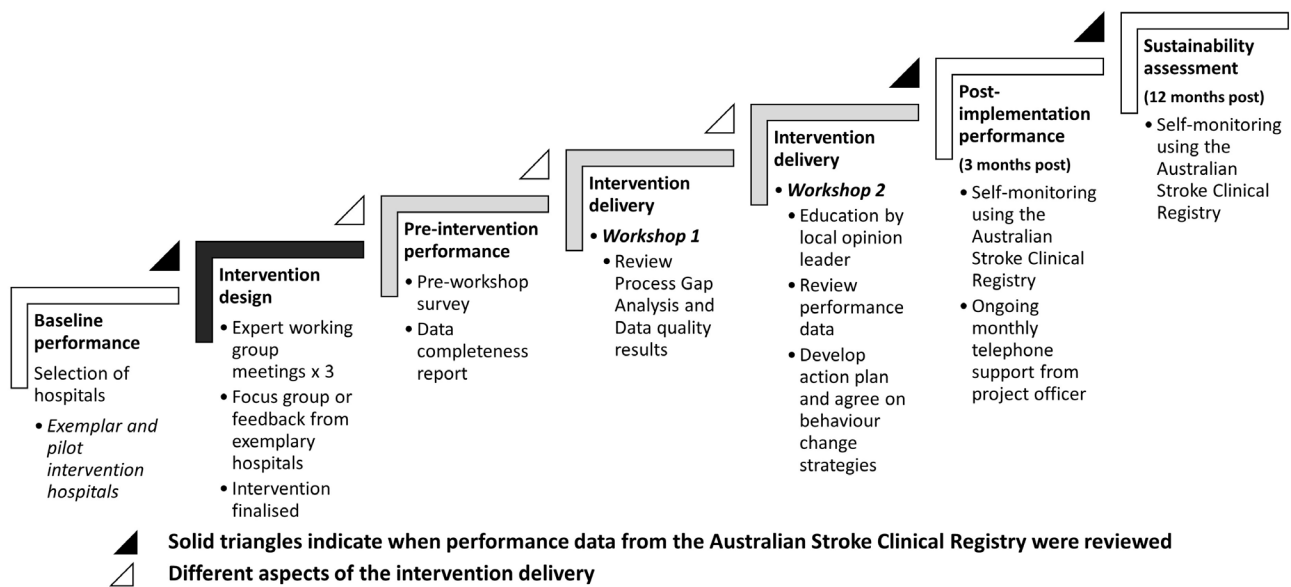 Baseline
performance
Selection of
hospitals
• Exemplar and
pilot
intervention
hospitals
Intervention
design
• Expert working
group
meetings x 3
• Focus group or
feedback from
exemplary
hospitals
• Intervention
finalised
Pre-intervention
performance
• Pre-workshop
survey
• Data
completeness
report
Intervention
delivery
• Workshop 1
• Review
Process Gap
Analysis and
Data quality
results
Intervention
delivery
• Workshop 2
• Education by
local opinion
leader
• Review
performance
data
• Develop
action plan
and agree on
behaviour
change
strategies
Post-
implementation
performance
(3 months post)
• Self-monitoring
using the
Australian
Stroke Clinical
Registry
• Ongoing
monthly
telephone
support from
project officer
Sustainability
assessment
(12 months post)
• Self-monitoring
using the
Australian
Stroke Clinical
Registry
Solid triangles indicate when performance data from the Australian Stroke Clinical Registry were reviewed
Different aspects of the intervention delivery